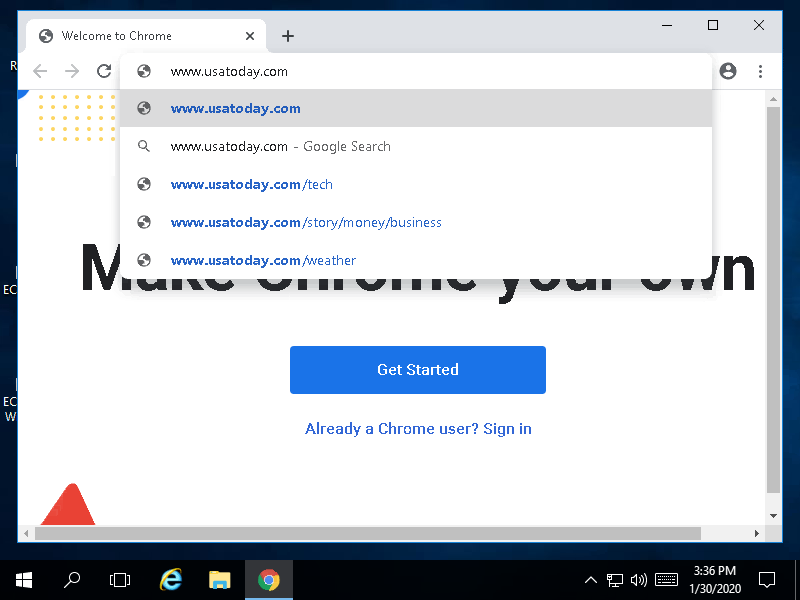 Welcome to Chrome
www.usatoday.com
www.usatoday.com
www.usatoday.com - Google Search
www.usatoday.com/tech
www.usatoday.com/story/money/business
www.usatoday.com/weather
Make Chrome your own
Get Started
Already a Chrome user? Sign in
R
EC
EC
W
3:36 PM
1/30/2020